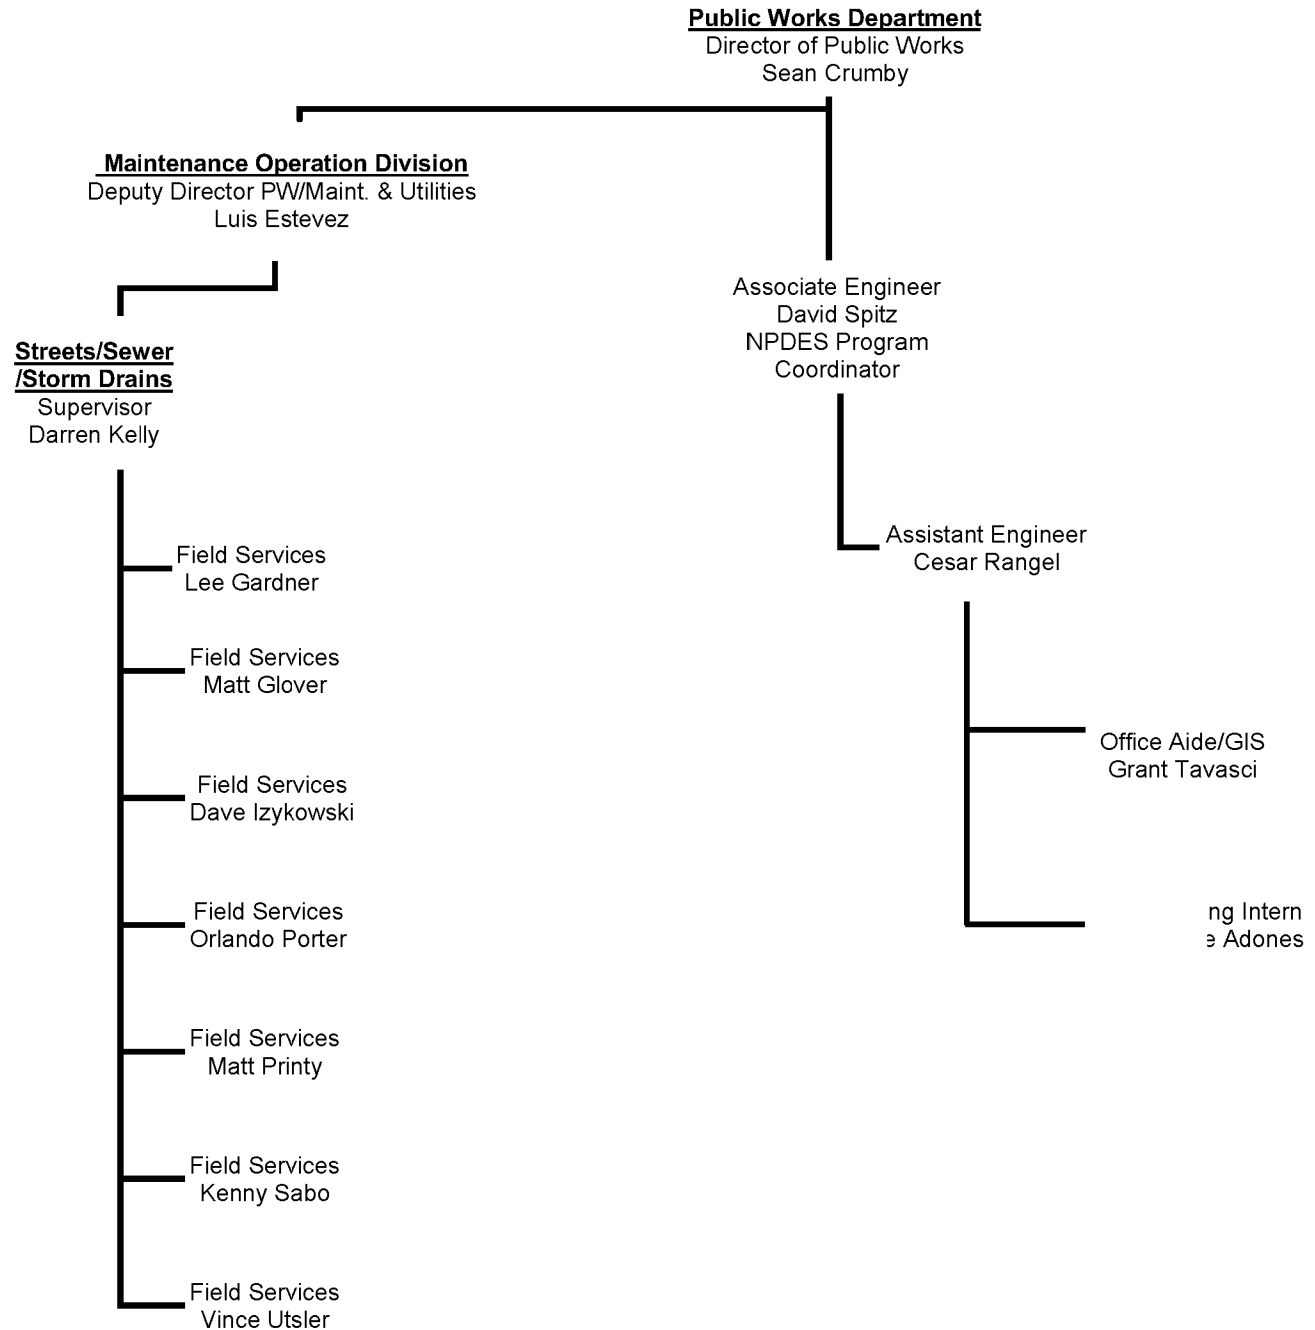 Public Works Department
Director of Public Works
Sean Crumby
Maintenance Operation Division
Deputy Director PW/Maint. & Utilities
Luis Estevez
Associate Engineer
David Spitz
NPDES Program
Coordinator
Streets/Sewer
/Storm Drains
Supervisor
Darren Kelly
Assistant Engineer
Cesar Rangel
Field Services
Lee Gardner
Field Services
Matt Glover
Office Aide/GIS
Grant Tavasci
Field Services
Dave Izykowski
Field Services
Orlando Porter
Intern
Adones
Field Services
Matt Printy
Field Services
Kenny Sabo
Field Services
Vince Utsler